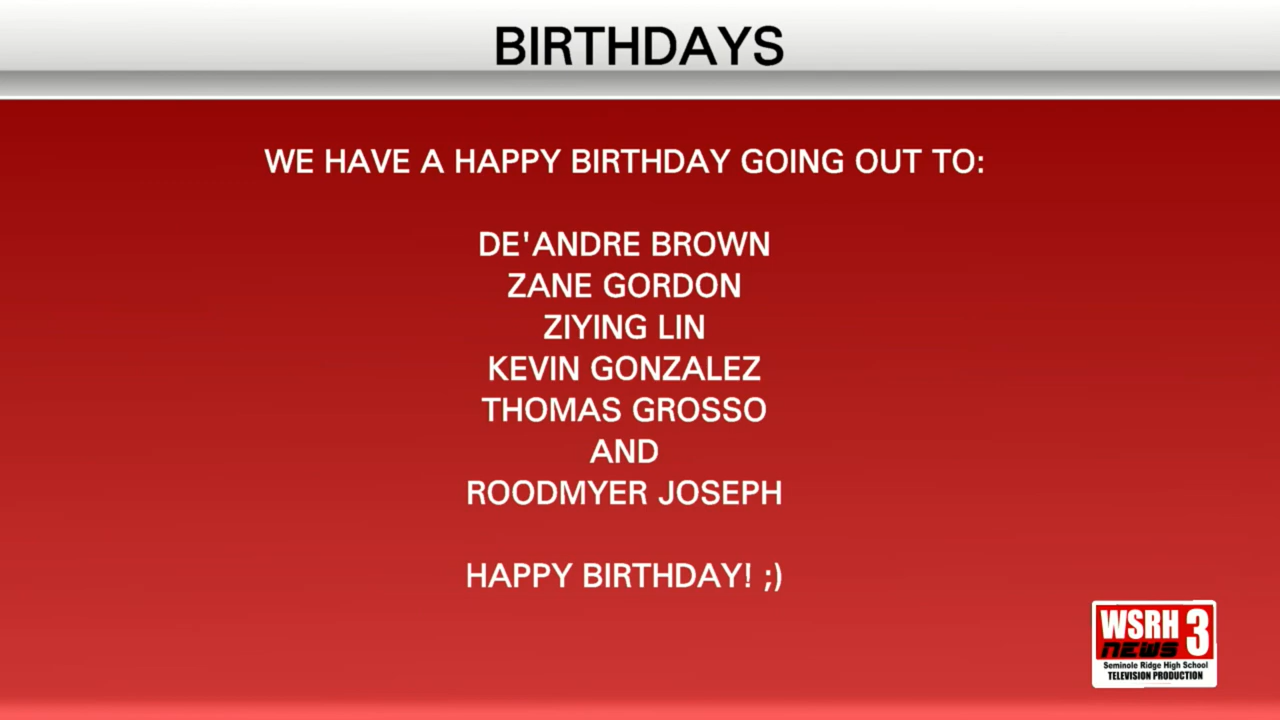 BIRTHDAYS
WE HAVE A HAPPY BIRTHDAY GOING OUT TO:
DE'ANDRE BROWN
ZANE GORDON
ZIYING LIN
KEVIN GONZALEZ
THOMAS GROSSO
AND
ROODMYER JOSEPH
HAPPY BIRTHDAY! ;)
WSRH 3
NEWS
Seminole Ridge High School
TELEVISION PRODUCTION